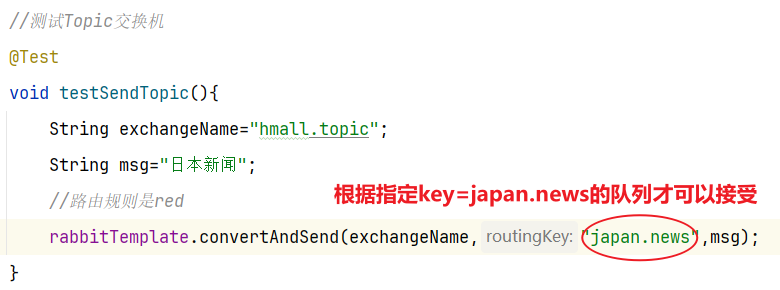 //测试Topic交换机
@Test
void testSendTopic(){
String exchangeName="hmall.topic";
String msg="日本新闻";
//路由规则是red
根据指定key=japan.news的队列才可以接受
rabbitTemplate.convertAndSend(exchangeName, routingKey: "japan.news",msg);
}